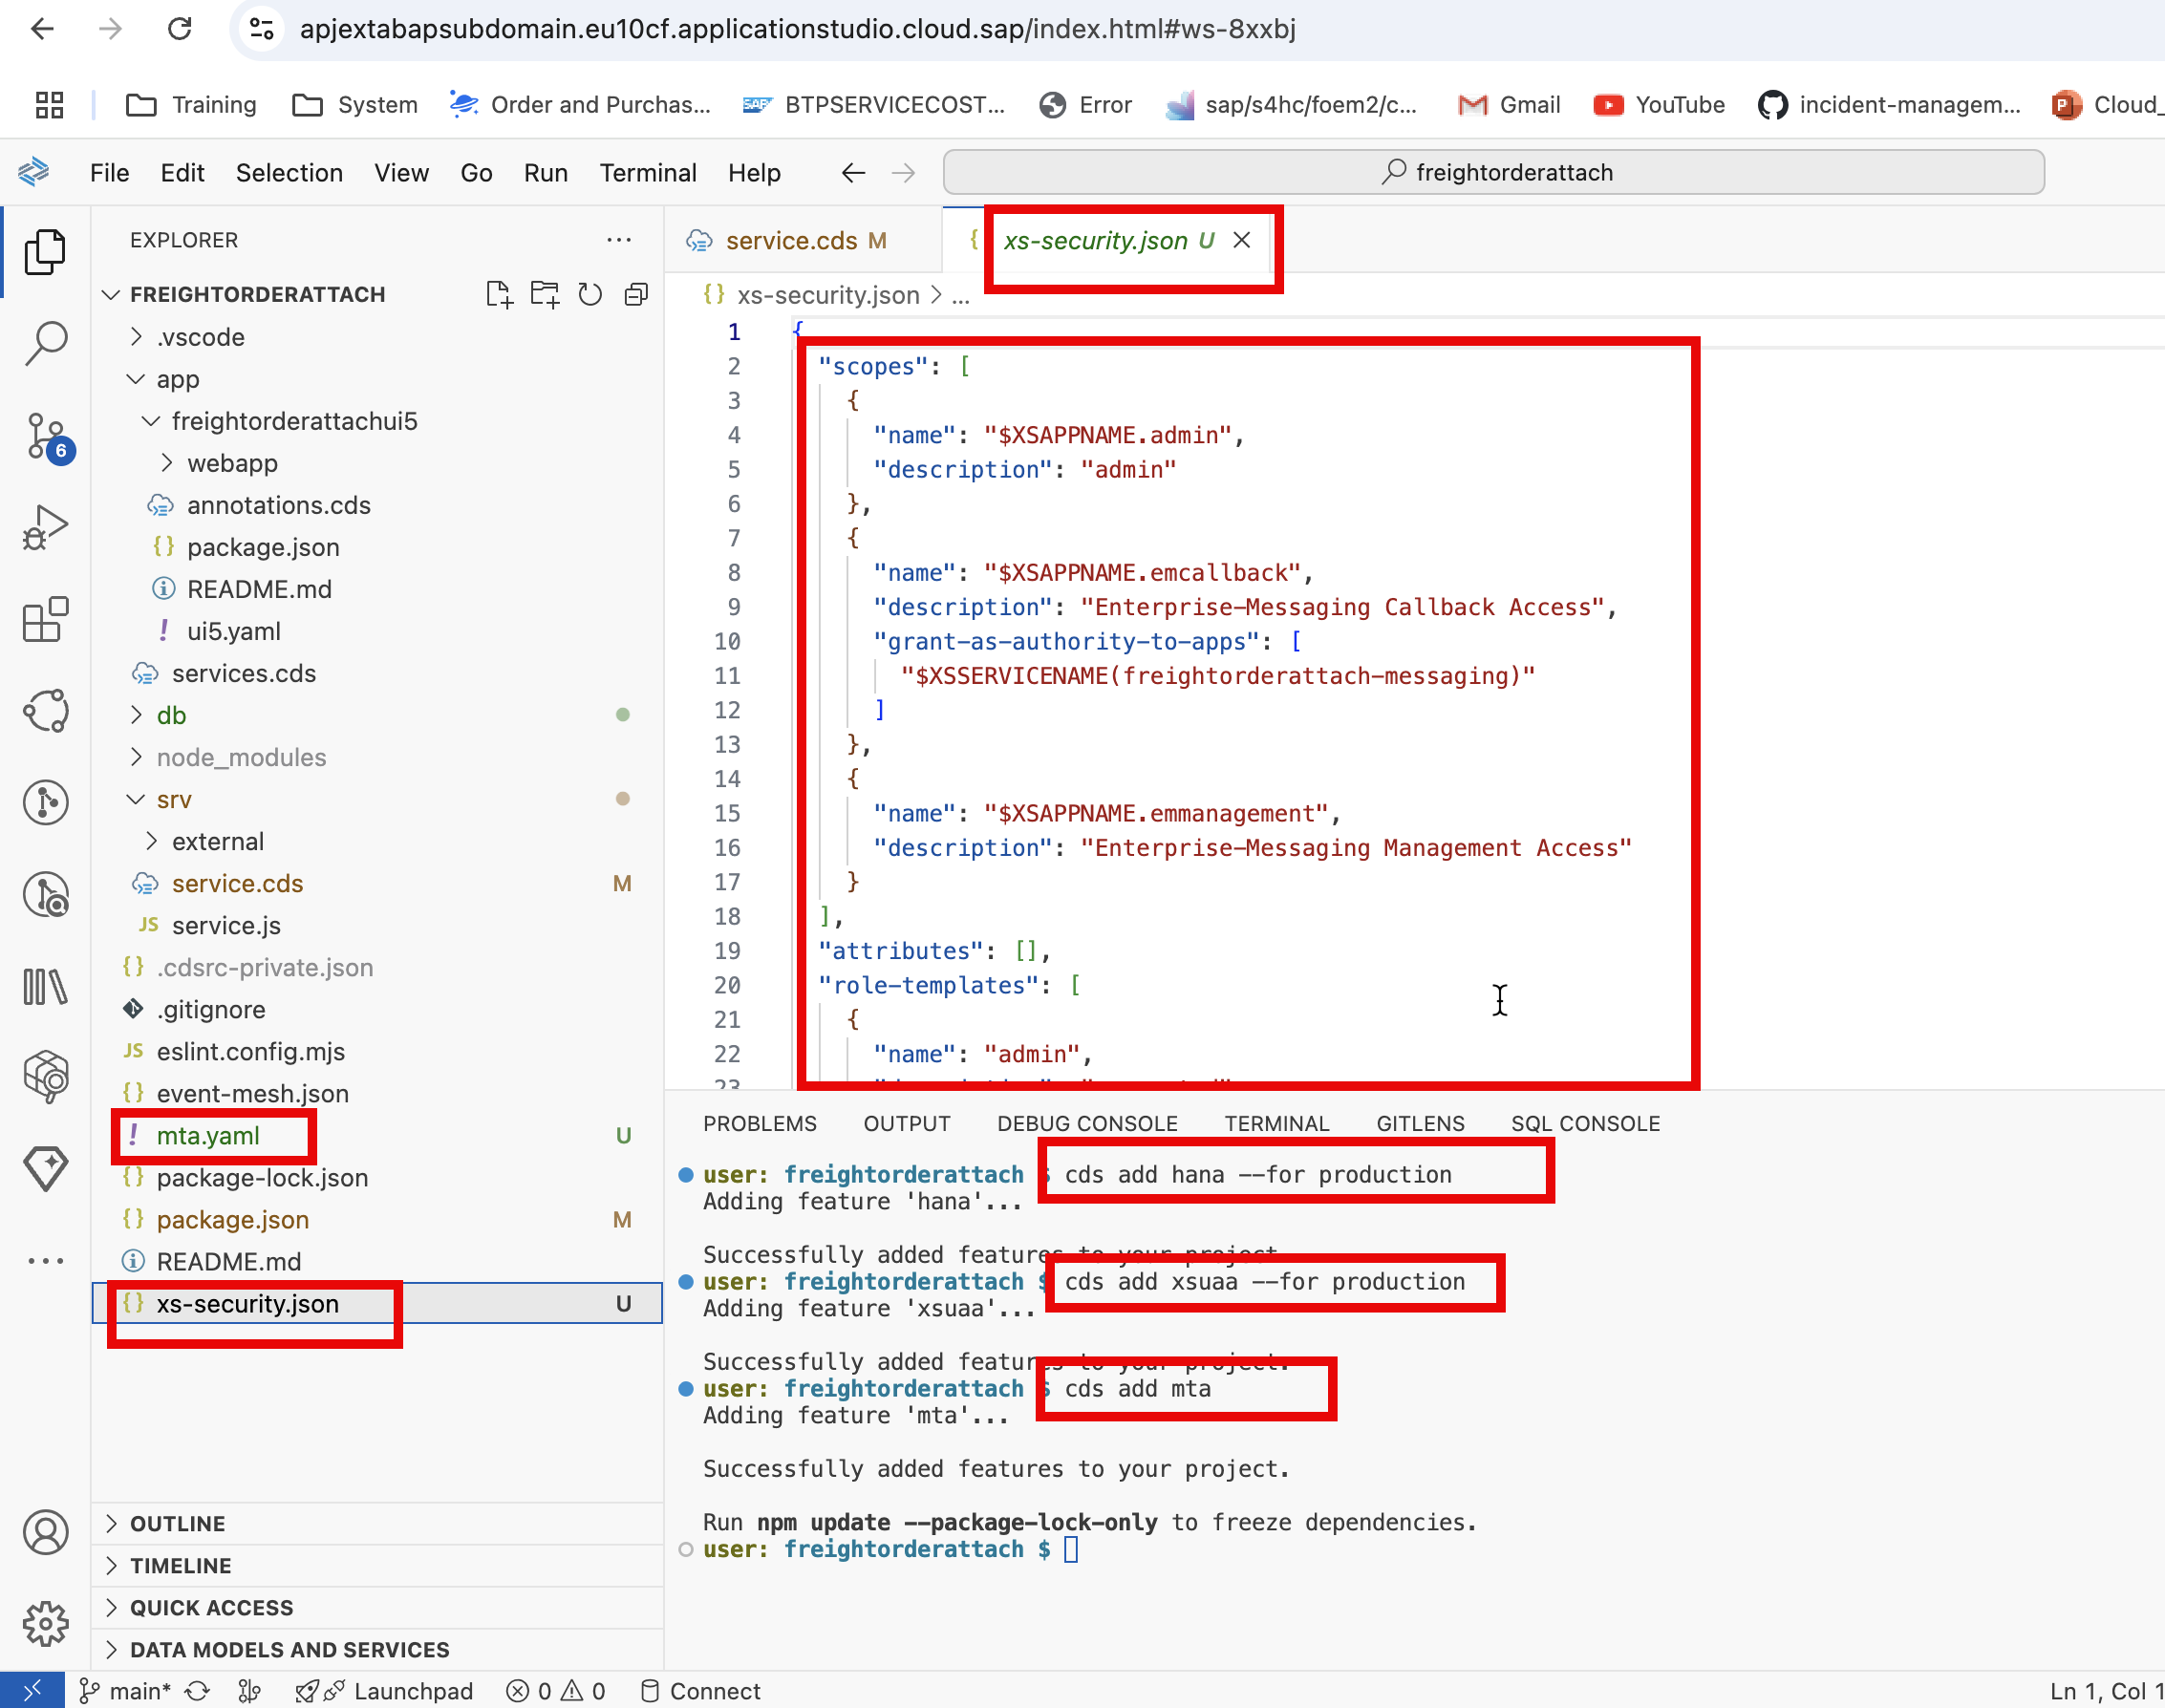 apjextabapsubdomain.eu10cf.applicationstudio.cloud.sap/index.html#ws-8xxbj
Training
System
Order and Purchas...
SAP
BTPSERVICECOST...
Error
sap/s4hc/foem2/c...
Gmail
YouTube
incident-managem...
Cloud_
File Edit Selection View Go Run Terminal Help
freightorderattach
EXPLORER
FREIGHTORDERATTACH
.vscode
app
freightorderattachui5
webapp
annotations.cds
{} package.json
README.md
! ui5.yaml
services.cds
db
node_modules
srv
external
service.cds M
JS service.js
{} .cdsrc-private.json
.gitignore
JS eslint.config.mjs
{} event-mesh.json
! mta.yaml U
{} package-lock.json
{} package.json M
README.md
{} xs-security.json U
OUTLINE
TIMELINE
QUICK ACCESS
DATA MODELS AND SERVICES
6
service.cds M
xs-security.json U
{} xs-security.json > ...
1 {
2 "scopes": [
3 {
4 "name": "$XSAPPNAME.admin",
5 "description": "admin"
6 },
7 {
8 "name": "$XSAPPNAME.emcallback",
9 "description": "Enterprise-Messaging Callback Access",
10 "grant-as-authority-to-apps": [
11 "$XSSERVICENAME(freightorderattach-messaging)"
12 ]
13 },
14 {
15 "name": "$XSAPPNAME.emmanagement",
16 "description": "Enterprise-Messaging Management Access"
17 }
18 ],
19 "attributes": [],
20 "role-templates": [
21 {
22 "name": "admin",
23
PROBLEMS OUTPUT DEBUG CONSOLE TERMINAL GITLENS SQL CONSOLE
user: freightorderattach $ cds add hana --for production
Adding feature 'hana'...
Successfully added features to your project.
user: freightorderattach $ cds add xsuaa --for production
Adding feature 'xsuaa'...
Successfully added features to your project.
user: freightorderattach $ cds add mta
Adding feature 'mta'...
Successfully added features to your project.
Run npm update --package-lock-only to freeze dependencies.
user: freightorderattach $
main* Launchpad 0 0 Connect
Ln 1, Col 1